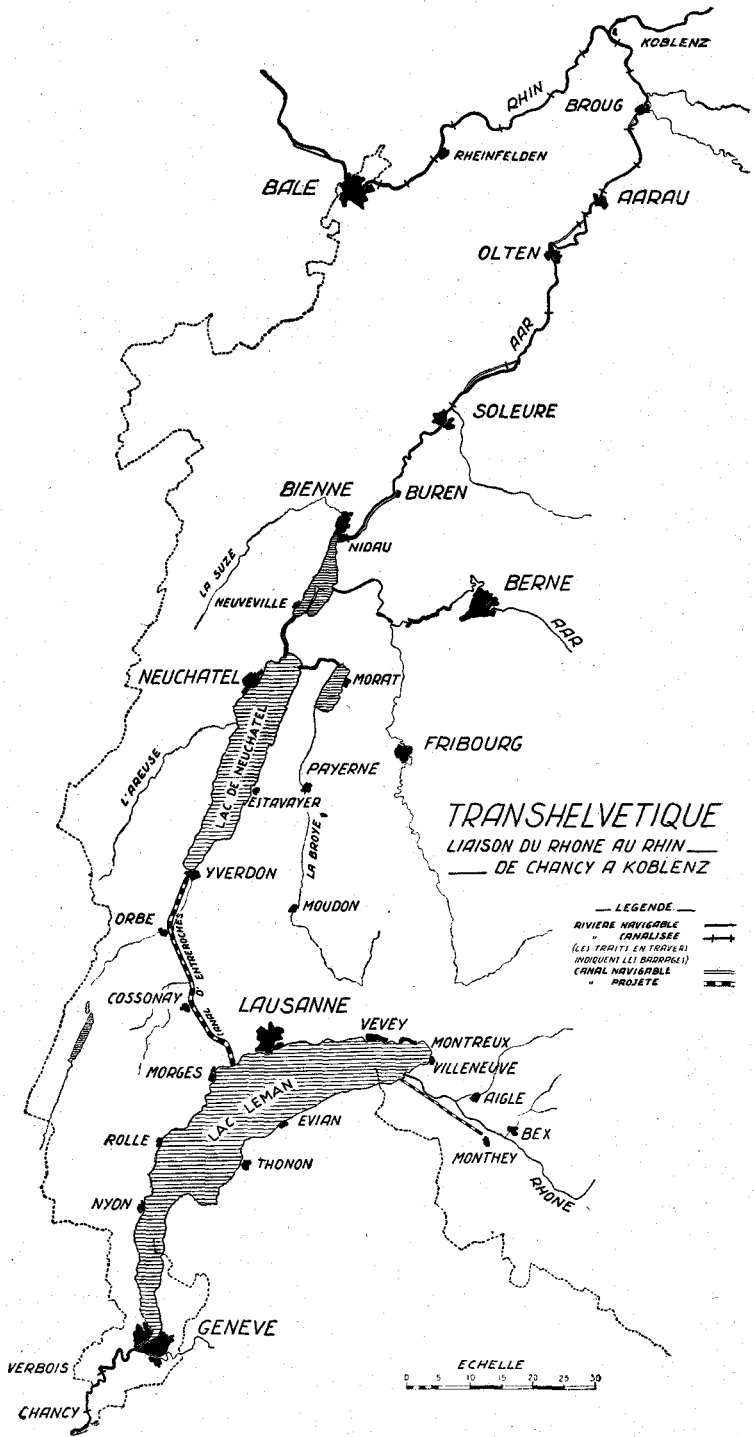 KOBLENZ
RHIN
BROUG
RHEINFELDEN
BALE
AARAU
OLTEN
AAR
SOLEURE
BIENNE
BUREN
NIDAU
LA SUZE
BERNE
NEUVEVILLE
AAR
NEUCHATEL
MORAT
LAC DE NEUCHATEL
FRIBOURG
L'AREUSE
PAYERNE
ESTAVAYER
TRANSHELVETIQUE
LIAISON DU RHONE AU RHIN
DE CHANCY A KOBLENZ
LA BROYE
YVERDON
MOUDON
ORBE
LEGENDE
RIVIERE NAVIGABLE
" CANALISEE
(LES TRAITS EN TRAVERS
INDIQUENT LES BARRAGES)
CANAL NAVIGABLE
" PROJETE
CANAL D'ENTREROCHES
COSSONAY
LAUSANNE
VEVEY
MONTREUX
VILLENEUVE
MORGES
AIGLE
LAC LEMAN
EVIAN
BEX
ROLLE
MONTHEY
THONON
RHONE
NYON
GENEVE
VERBOIS
CHANCY
ECHELLE
0 5 10 15 20 25 30